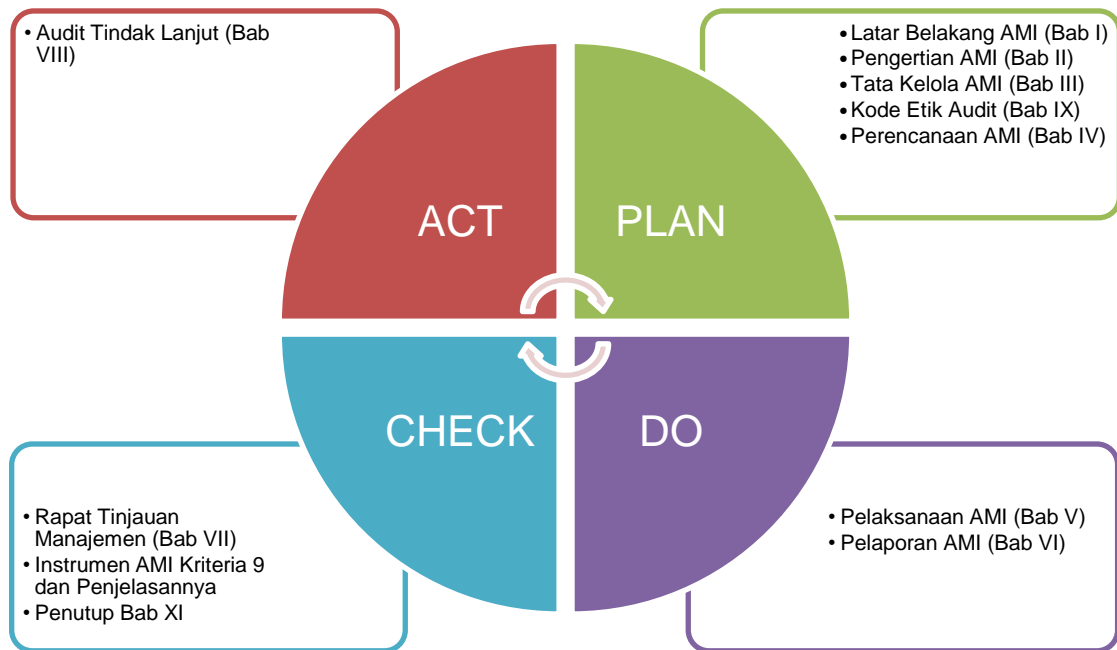 • Audit Tindak Lanjut (Bab
VIII)
• Latar Belakang AMI (Bab I)
• Pengertian AMI (Bab II)
• Tata Kelola AMI (Bab III)
• Kode Etik Audit (Bab IX)
• Perencanaan AMI (Bab IV)
ACT
PLAN
CHECK
DO
• Rapat Tinjauan
Manajemen (Bab VII)
• Instrumen AMI Kriteria 9
dan Penjelasannya
• Penutup Bab XI
• Pelaksanaan AMI (Bab V)
• Pelaporan AMI (Bab VI)